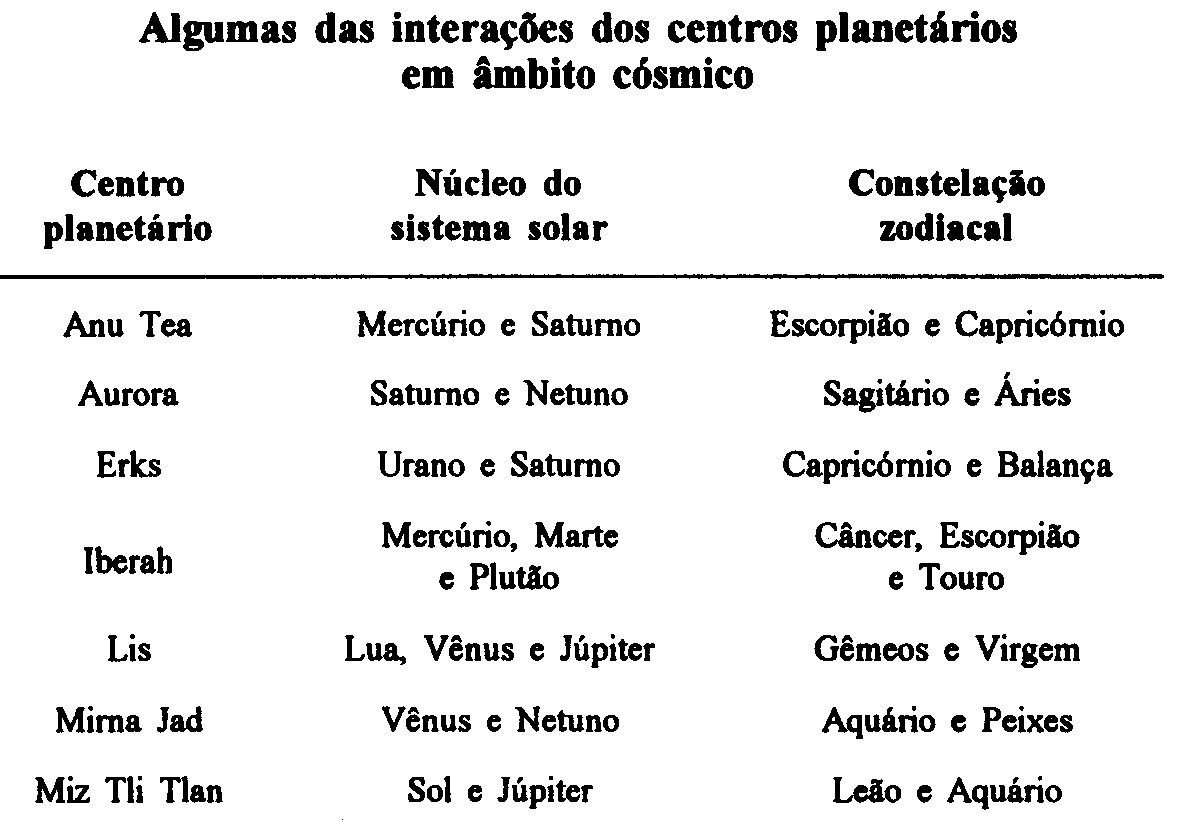 Algumas das interações dos centros planetários
em âmbito cósmico
Centro planetário Núcleo do sistema solar Constelação zodiacal
Anu Tea Mercúrio e Saturno Escorpião e Capricórnio
Aurora Saturno e Netuno Sagitário e Áries
Erks Urano e Saturno Capricórnio e Balança
Iberah Mercúrio, Marte e Plutão Câncer, Escorpião e Touro
Lis Lua, Vênus e Júpiter Gêmeos e Virgem
Mirna Jad Vênus e Netuno Aquário e Peixes
Miz Tli Tlan Sol e Júpiter Leão e Aquário